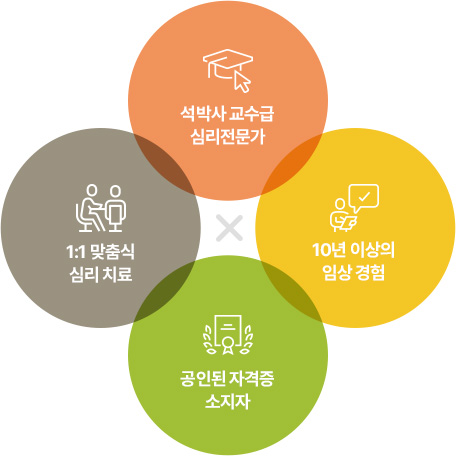 석박사 교수급
심리전문가
1:1 맞춤식
심리 치료
10년 이상의
임상 경험
공인된 자격증
소지자